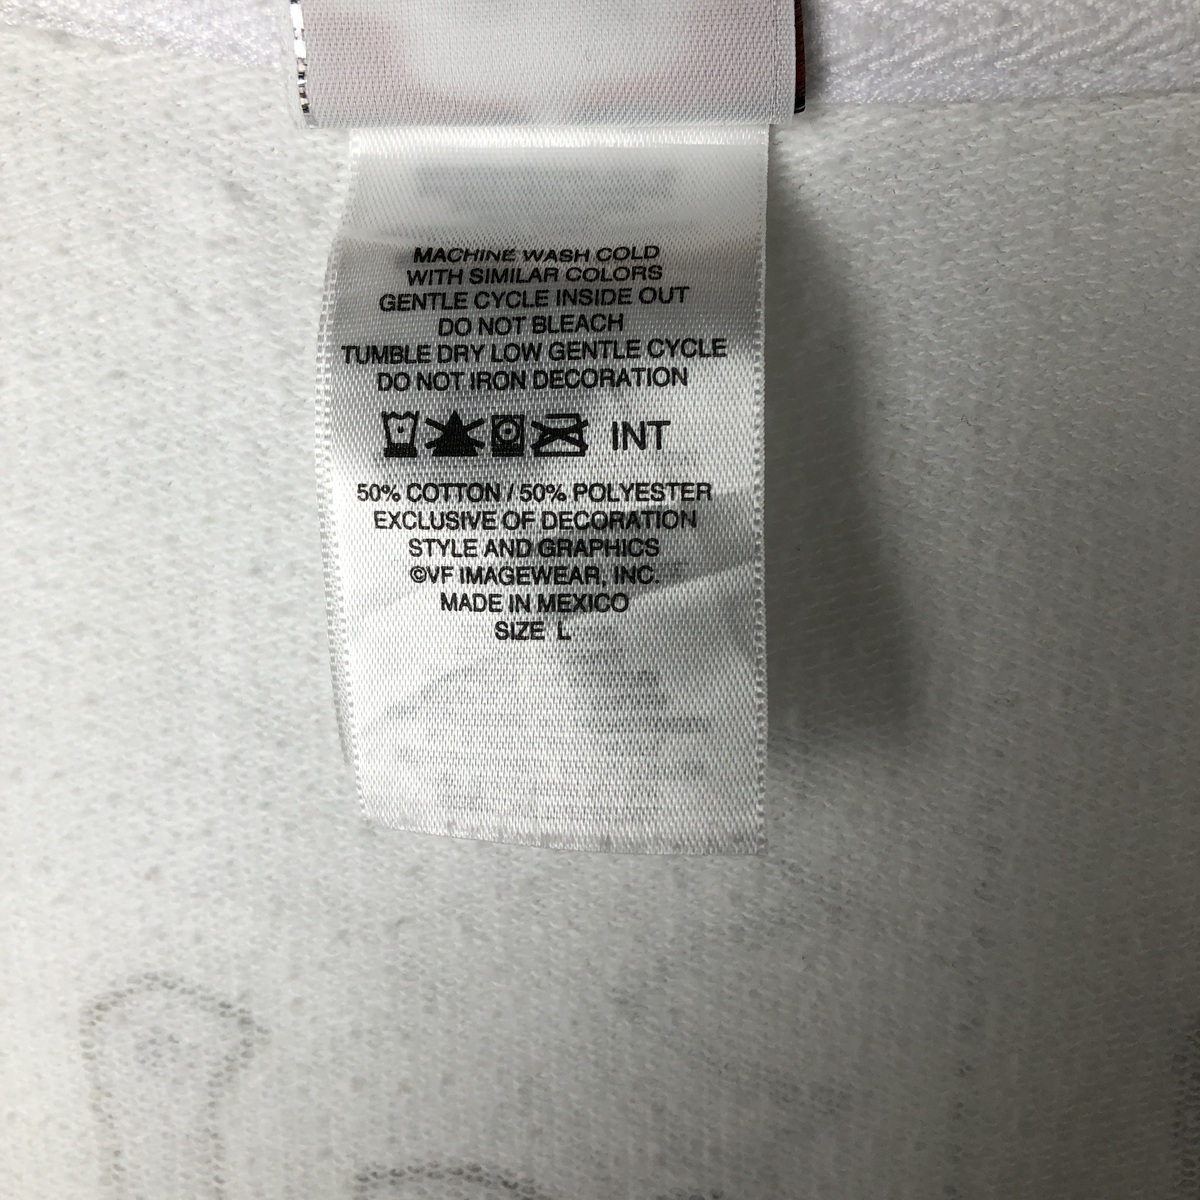 MACHINE WASH COLD
WITH SIMILAR COLORS
GENTLE CYCLE INSIDE OUT
DO NOT BLEACH
TUMBLE DRY LOW GENTLE CYCLE
DO NOT IRON DECORATION
INT
50% COTTON / 50% POLYESTER
EXCLUSIVE OF DECORATION
STYLE AND GRAPHICS
©VF IMAGEWEAR, INC.
MADE IN MEXICO
SIZE L